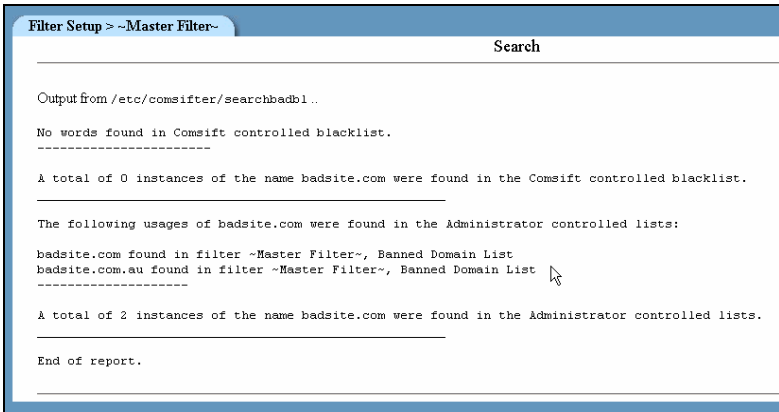 Filter Setup > ~Master Filter~
Search
Output from /etc/comsifter/searchbadbl ..
No words found in Comsift controlled blacklist.
-----------------------
A total of 0 instances of the name badsite.com were found in the Comsift controlled blacklist.
The following usages of badsite.com were found in the Administrator controlled lists:
badsite.com found in filter ~Master Filter~, Banned Domain List
badsite.com.au found in filter ~Master Filter~, Banned Domain List
--------------------
A total of 2 instances of the name badsite.com were found in the Administrator controlled lists.
End of report.